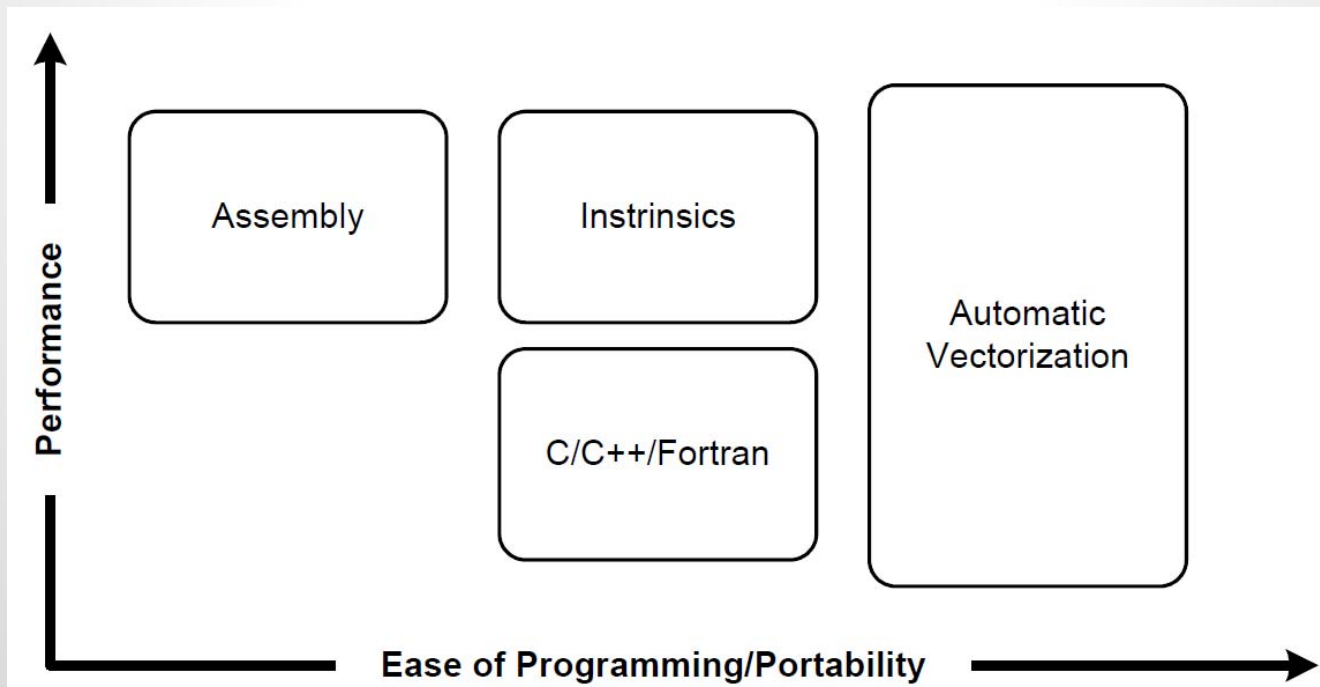 Performance
Assembly
Instrinsics
Automatic
Vectorization
C/C++/Fortran
Ease of Programming/Portability